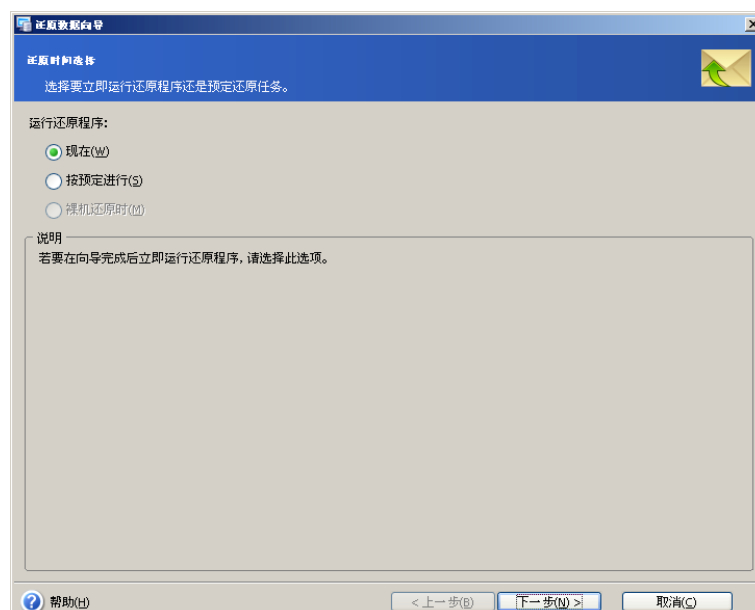 还原数据向导
还原时间选择
选择要立即运行还原程序还是预定还原任务。
运行还原程序:
现在(W)
按预定进行(S)
裸机还原时(M)
说明
若要在向导完成后立即运行还原程序, 请选择此选项。
帮助(H)
< 上一步(B)
下一步(N) >
取消(C)